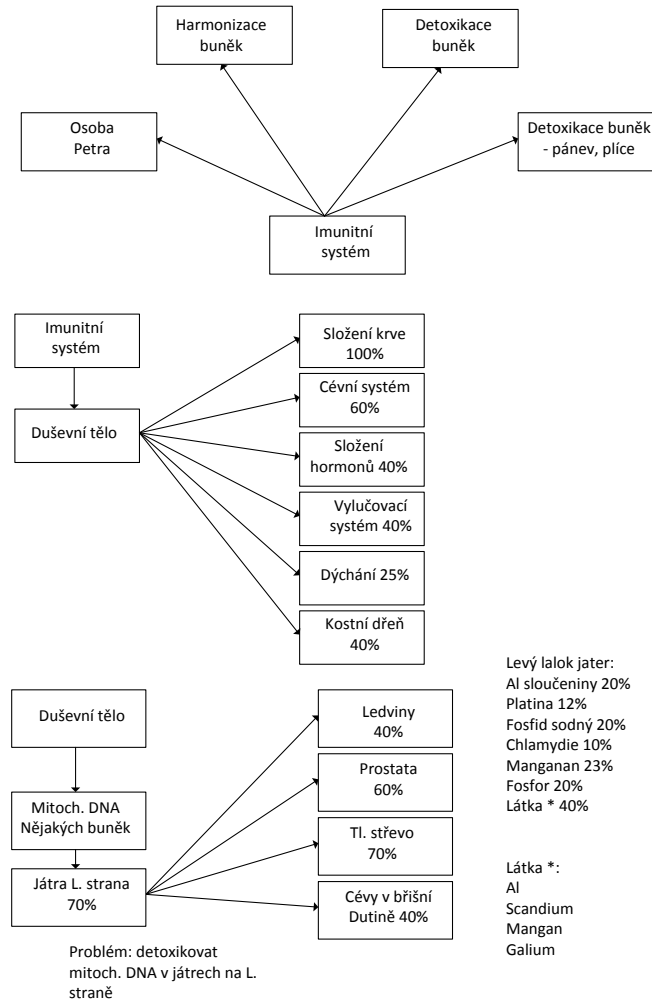 Harmonizace
buněk
Detoxikace
buněk
Osoba
Petra
Detoxikace buněk
- pánev, plíce
Imunitní
systém
Imunitní
systém
Duševní tělo
Složení krve
100%
Cévní systém
60%
Složení
hormonů 40%
Vylučovací
systém 40%
Dýchání 25%
Kostní dřeň
40%
Duševní tělo
Mitoch. DNA
Nějakých buněk
Játra L. strana
70%
Ledviny
40%
Prostata
60%
Tl. střevo
70%
Cévy v břišní
Dutině 40%
Problém: detoxikovat
mitoch. DNA v játrech na L.
straně
Levý lalok jater:
Al sloučeniny 20%
Platina 12%
Fosfid sodný 20%
Chlamydie 10%
Manganan 23%
Fosfor 20%
Látka * 40%
Látka *:
Al
Scandium
Mangan
Galium